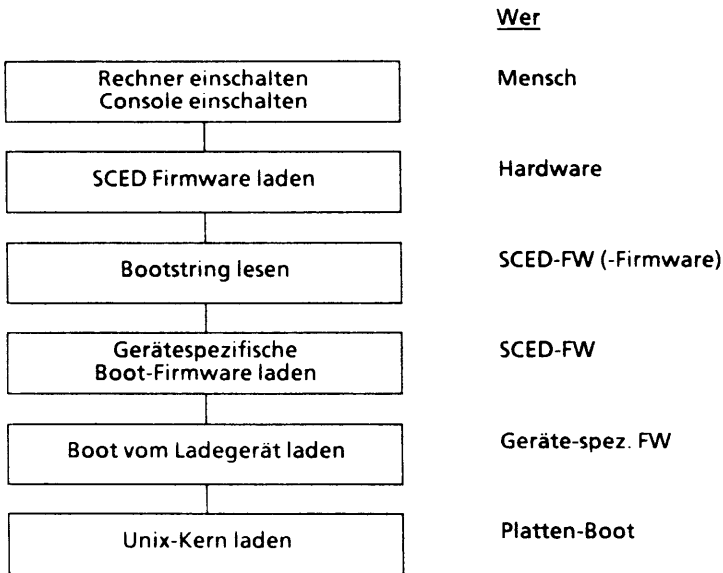 Wer
Rechner einschalten
Console einschalten
Mensch
SCED Firmware laden
Hardware
Bootstring lesen
SCED-FW (-Firmware)
Gerätespezifische
Boot-Firmware laden
SCED-FW
Boot vom Ladegerät laden
Geräte-spez. FW
Unix-Kern laden
Platten-Boot